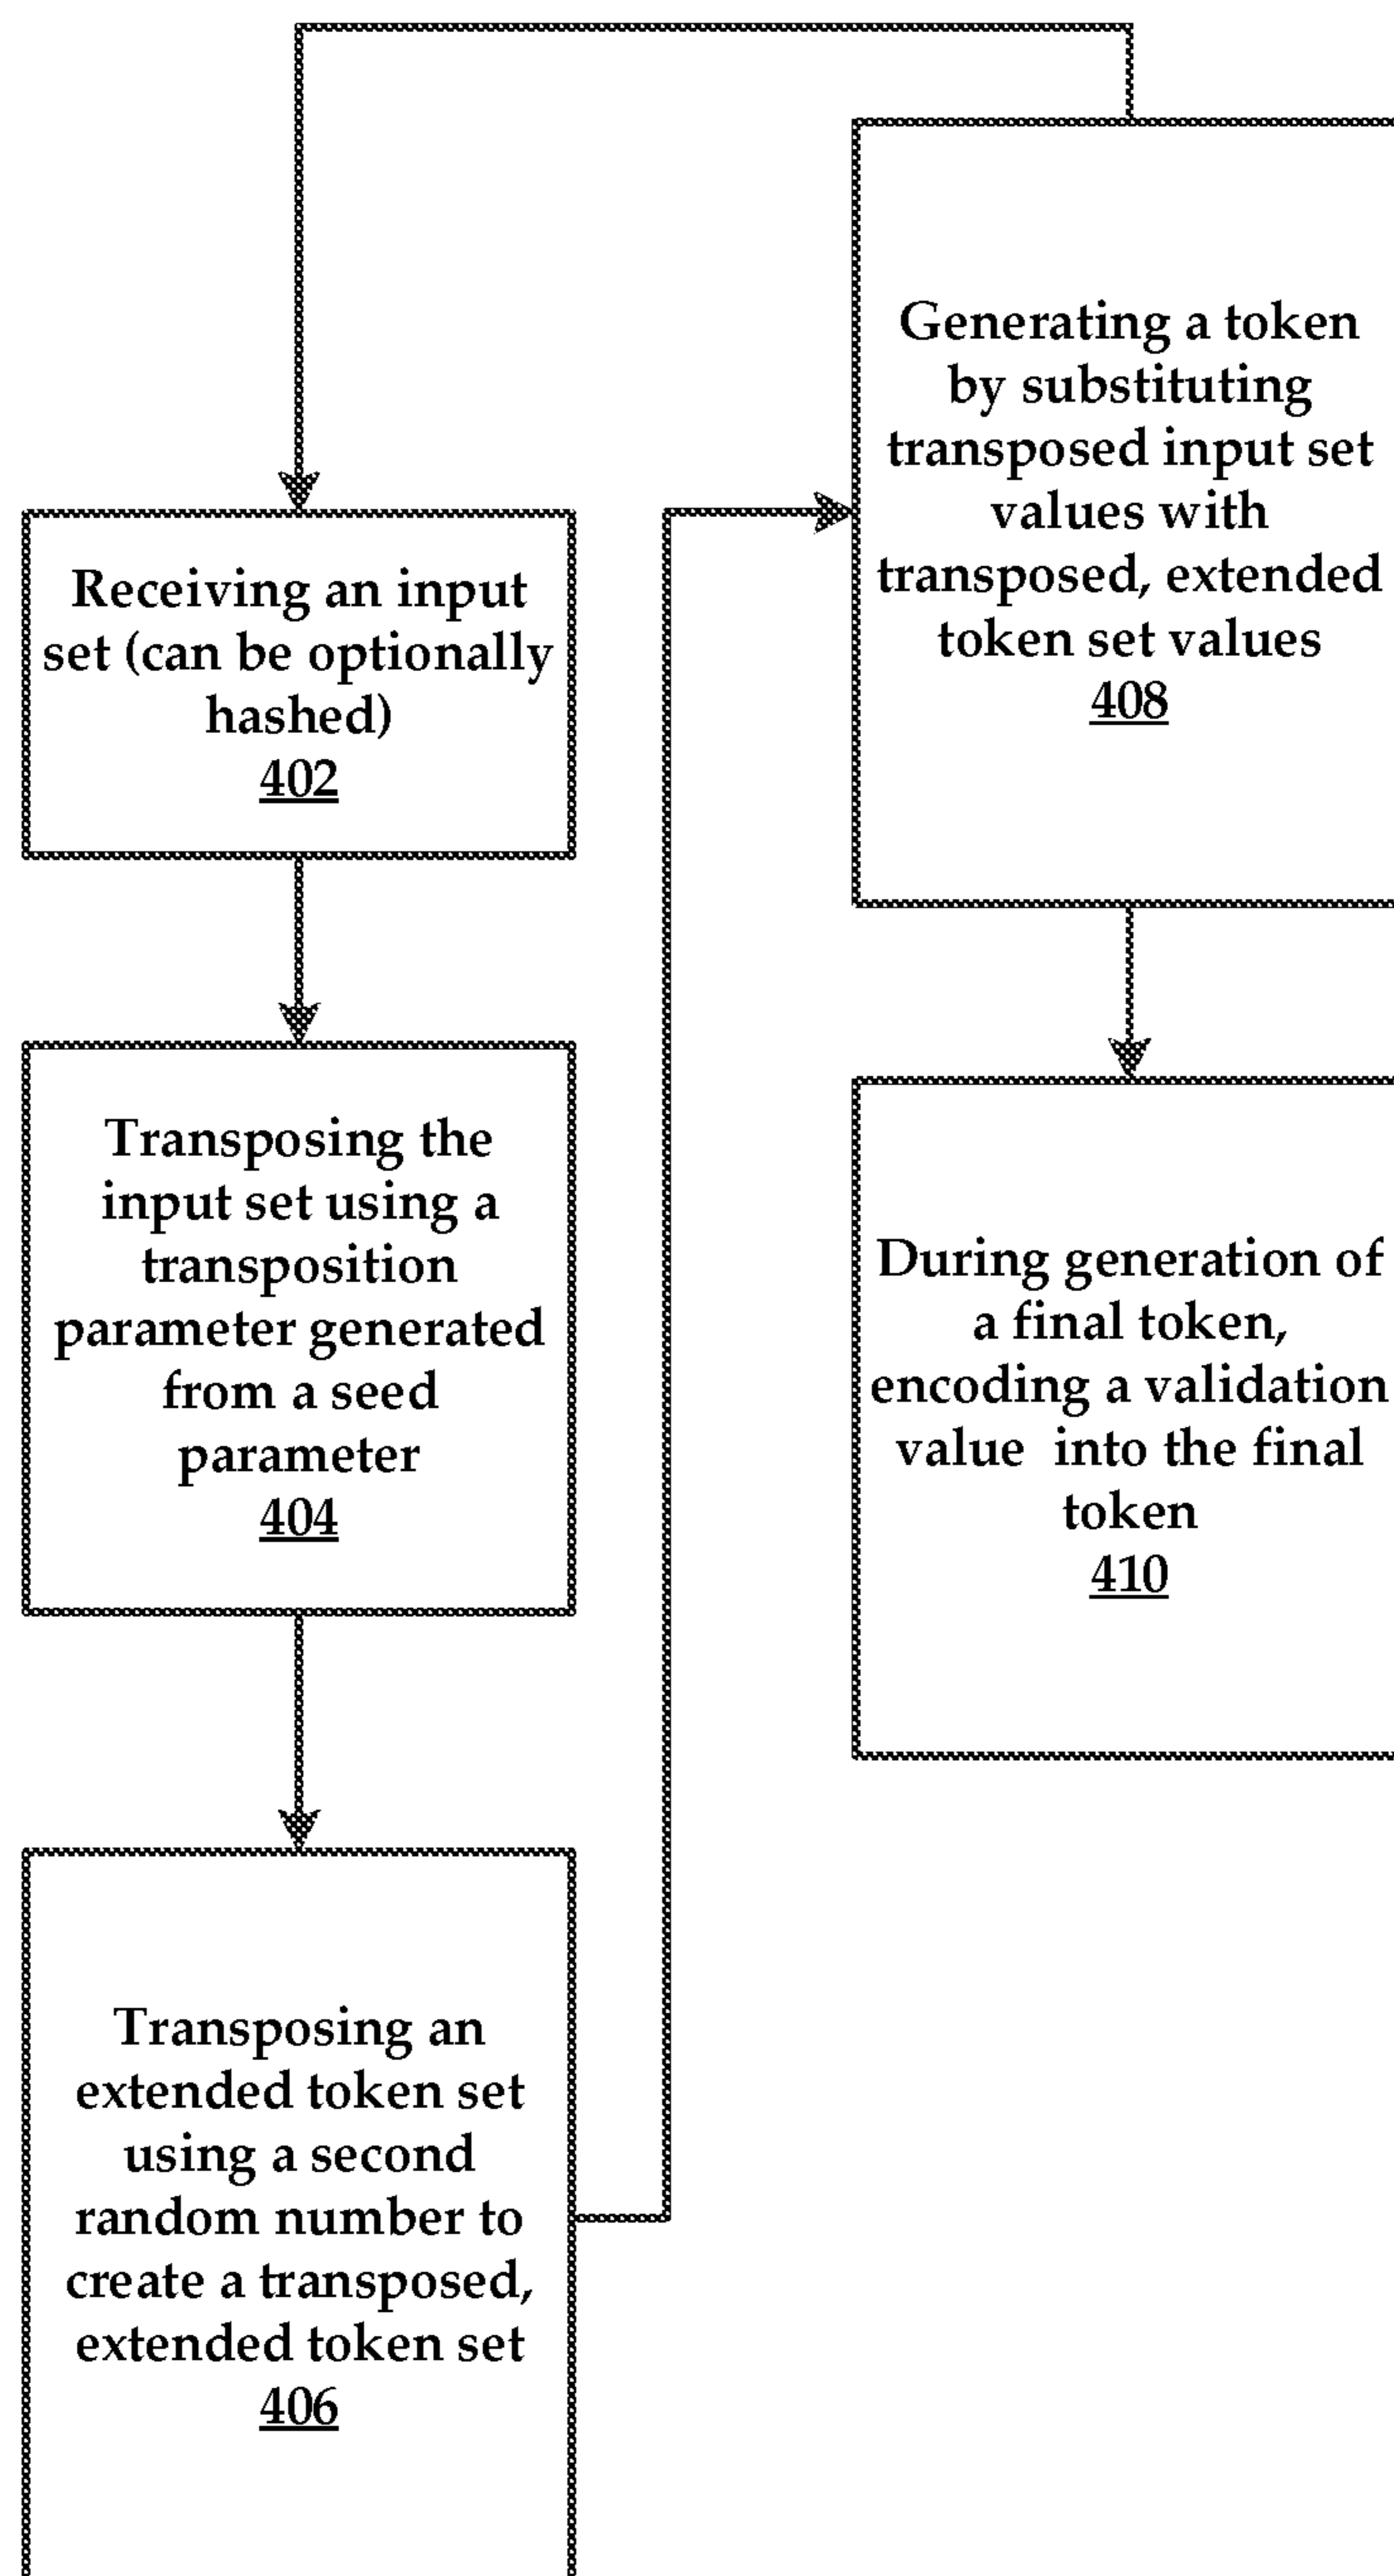 Receiving an input
set (can be optionally
hashed)
402
Transposing the
input set using a
transposition
parameter generated
from a seed
parameter
404
Transposing an
extended token set
using a second
random number to
create a transposed,
extended token set
406
Generating a token
by substituting
transposed input set
values with
transposed, extended
token set values
408
During generation of
a final token,
encoding a validation
value into the final
token
410